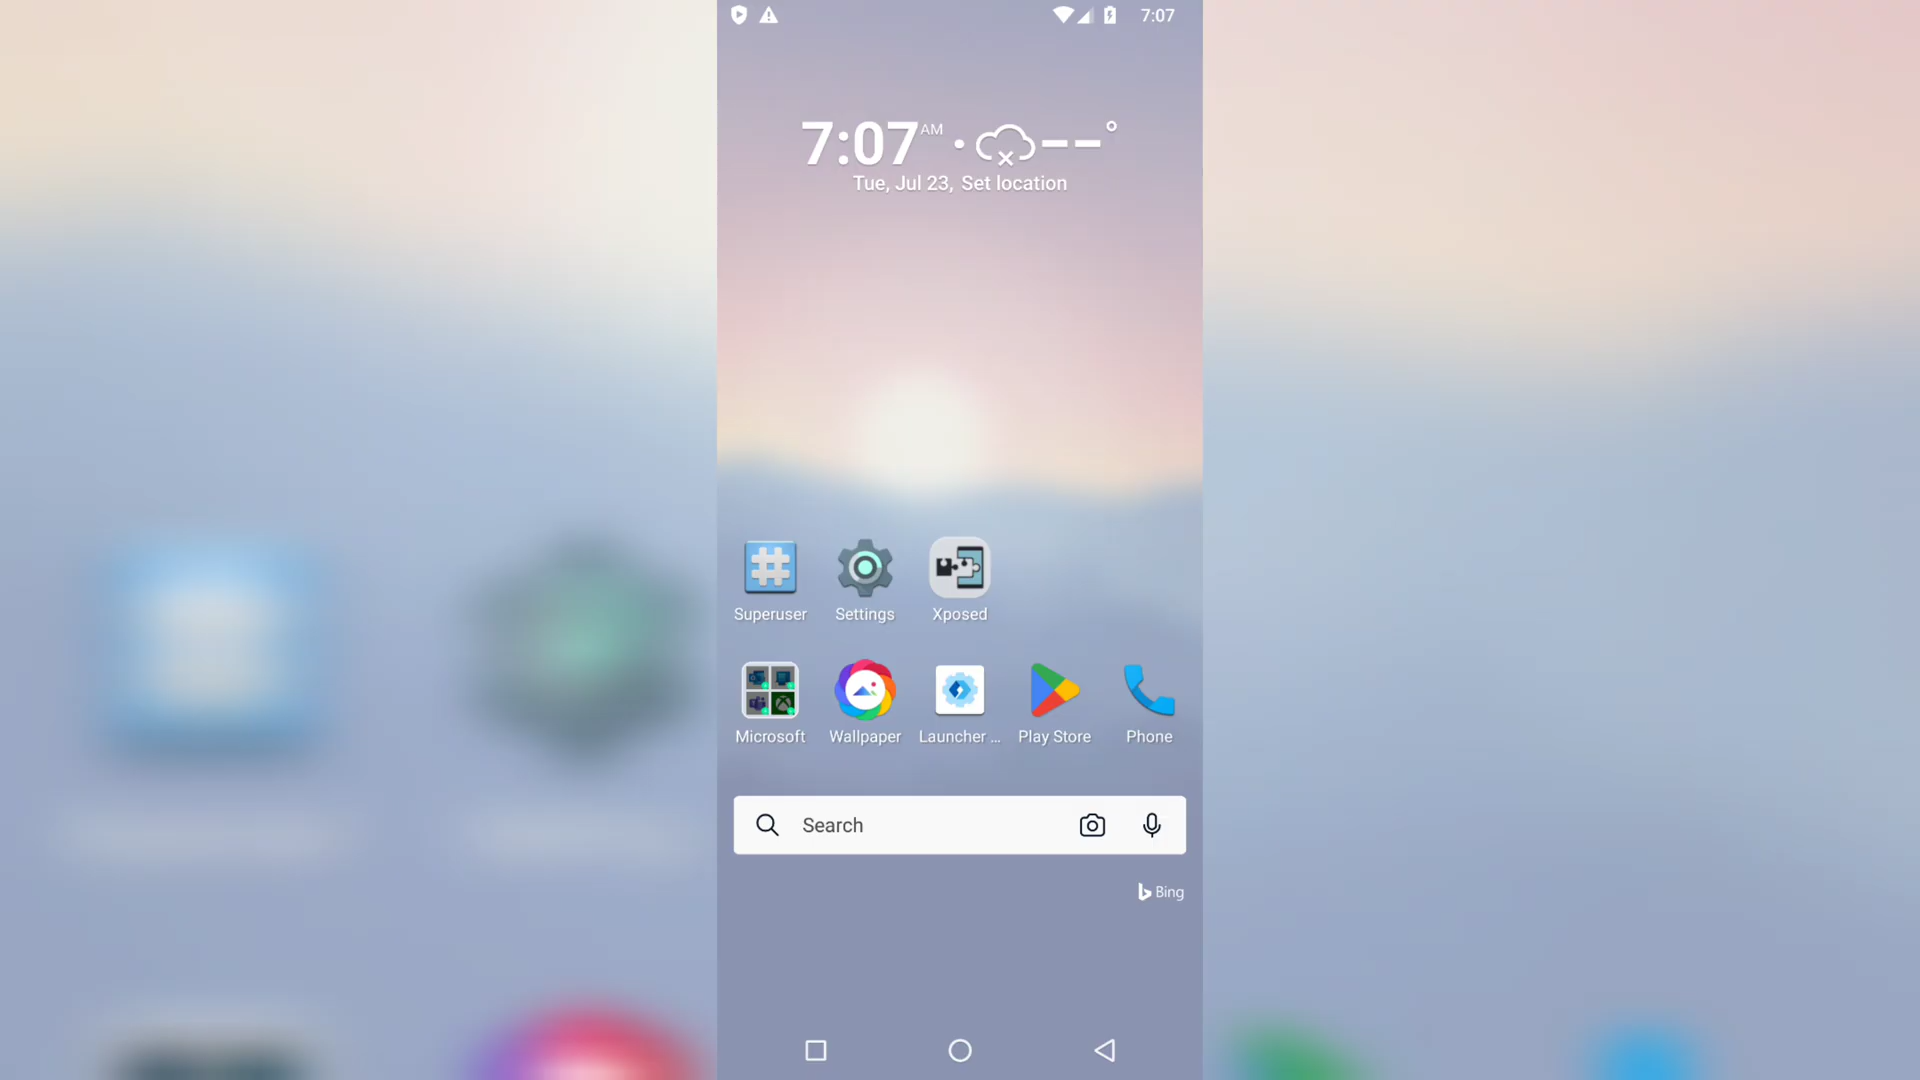 7:07
7:07 AM · --°
Tue, Jul 23, Set location
Superuser
Settings
Xposed
Microsoft
Wallpaper
Launcher ...
Play Store
Phone
Search
Bing